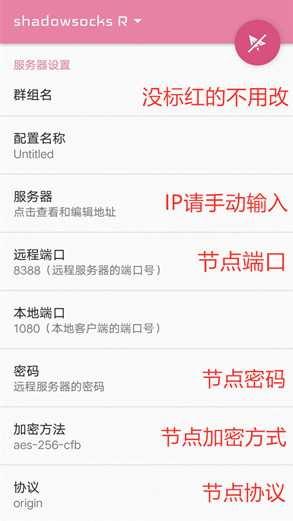 shadowsocks R
服务器设置
群组名
没标红的不用改
配置名称
Untitled
服务器
点击查看和编辑地址
IP请手动输入
远程端口
8388（远程服务器的端口号）
节点端口
本地端口
1080（本地客户端的端口号）
密码
远程服务器的密码
节点密码
加密方法
aes-256-cfb
节点加密方式
协议
origin
节点协议